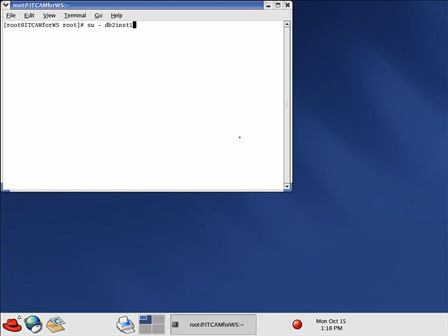 root@ITCAMforWS:~
File Edit View Terminal Go Help
[root@ITCAMforWS root]# su - db2inst1
root@ITCAMforWS:~
Mon Oct 15
1:18 PM